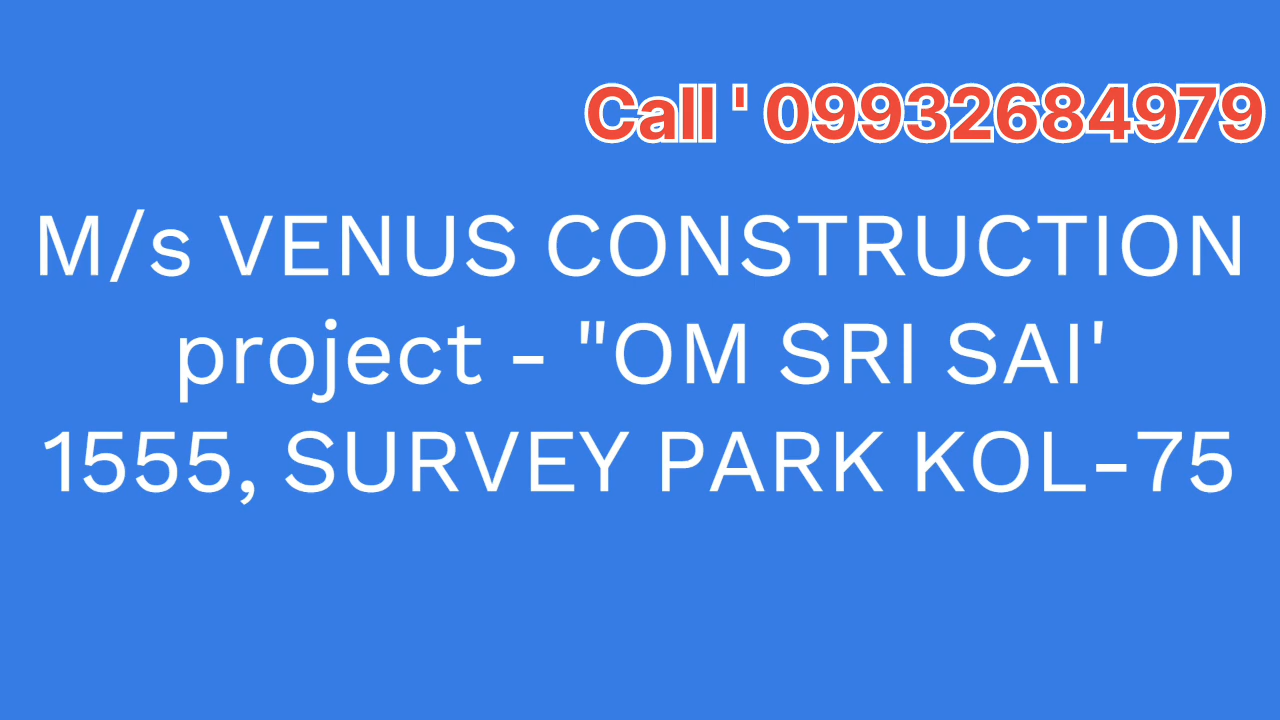 Call ' 09932684979
M/s VENUS CONSTRUCTION
project - "OM SRI SAI'
1555, SURVEY PARK KOL-75